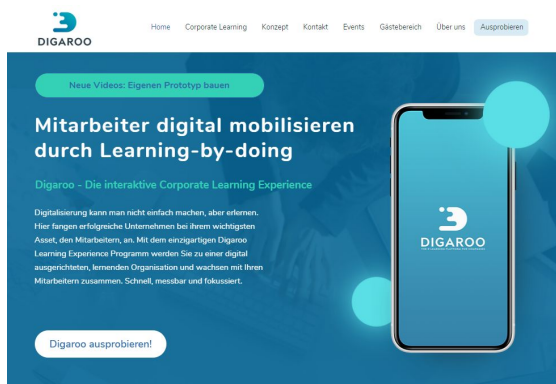 DIGAROO
Home Corporate Learning Konzept Kontakt Events Gästebereich Über uns Ausprobieren
Neue Videos: Eigenen Prototyp bauen
Mitarbeiter digital mobilisieren
durch Learning-by-doing
Digaroo - Die interaktive Corporate Learning Experience
Digitalisierung kann man nicht einfach machen, aber erlernen.
Hier fangen erfolgreiche Unternehmen bei ihrem wichtigsten
Asset, den Mitarbeitern, an. Mit dem einzigartigen Digaroo
Learning Experience Programm werden Sie zu einer digital
ausgerichteten, lernenden Organisation und wachsen mit Ihren
Mitarbeitern zusammen. Schnell, messbar und fokussiert.
Digaroo ausprobieren!
DIGAROO